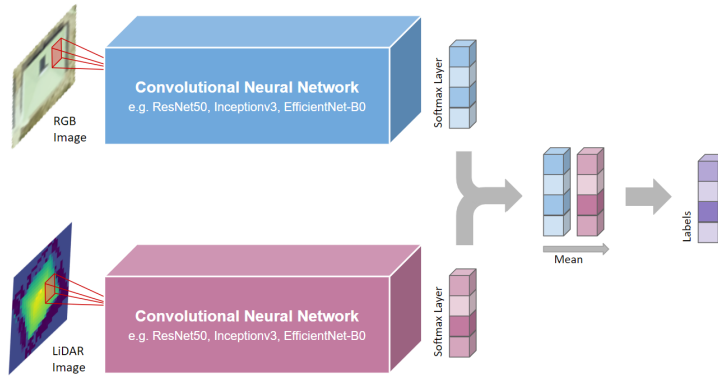 Convolutional Neural Network
e.g. ResNet50, Inceptionv3, EfficientNet-B0
RGB
Image
Softmax Layer
Mean
Labels
Convolutional Neural Network
e.g. ResNet50, Inceptionv3, EfficientNet-B0
LiDAR
Image
Softmax Layer